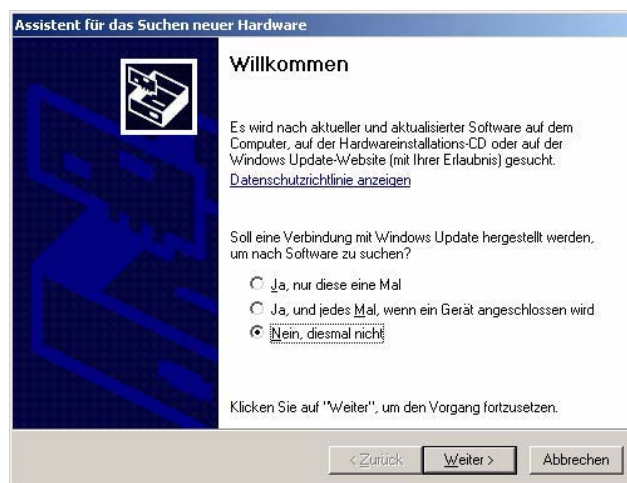 Assistent für das Suchen neuer Hardware
Willkommen
Es wird nach aktueller und aktualisierter Software auf dem
Computer, auf der Hardwareinstallations-CD oder auf der
Windows Update-Website (mit Ihrer Erlaubnis) gesucht.
Datenschutzrichtlinie anzeigen
Soll eine Verbindung mit Windows Update hergestellt werden,
um nach Software zu suchen?
Ja, nur diese eine Mal
Ja, und jedes Mal, wenn ein Gerät angeschlossen wird
Nein, diesmal nicht
Klicken Sie auf "Weiter", um den Vorgang fortzusetzen.
< Zurück Weiter > Abbrechen